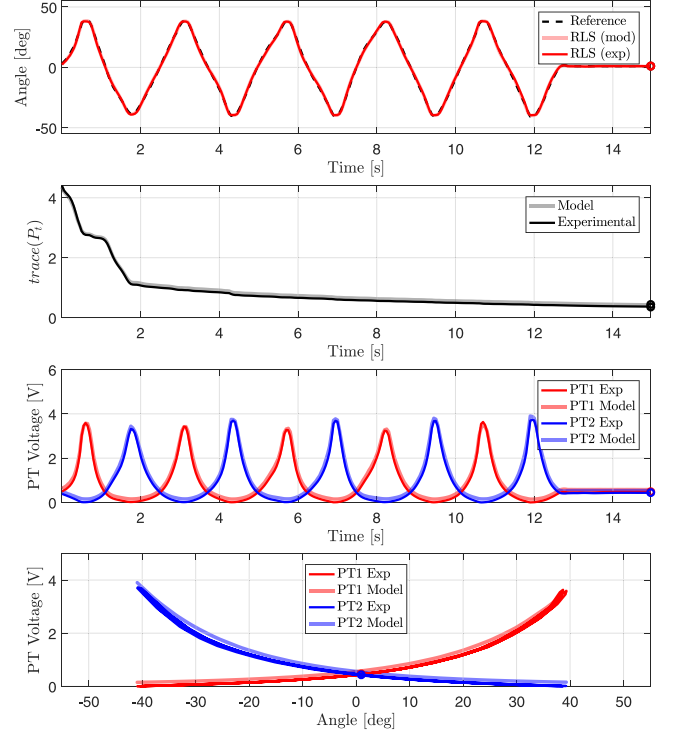 50
0
-50
Angle [deg]
Reference
RLS (mod)
RLS (exp)
2 4 6 8 10 12 14
Time [s]
4
2
0
trace(P_t)
Model
Experimental
2 4 6 8 10 12 14
Time [s]
6
4
2
0
PT Voltage [V]
PT1 Exp
PT1 Model
PT2 Exp
PT2 Model
2 4 6 8 10 12 14
Time [s]
4
2
0
PT Voltage [V]
PT1 Exp
PT1 Model
PT2 Exp
PT2 Model
-50 -40 -30 -20 -10 0 10 20 30 40 50
Angle [deg]